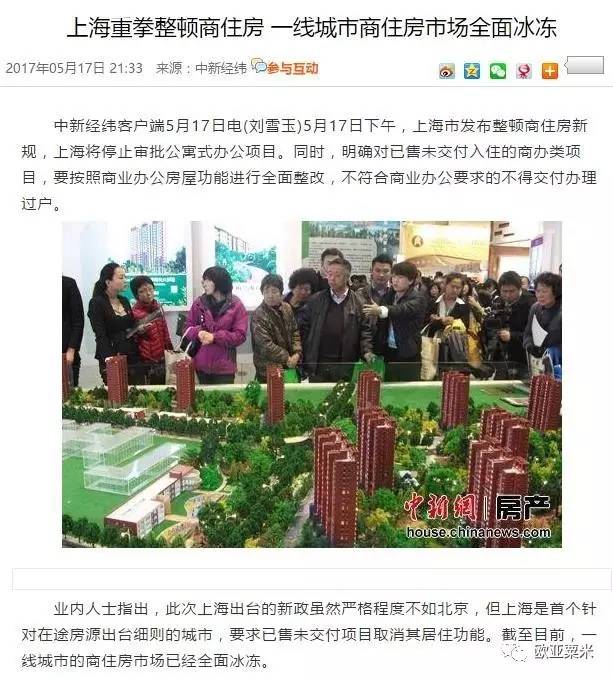 上海重拳整顿商住房 一线城市商住房市场全面冰冻
2017年05月17日 21:33 来源：中新经纬 参与互动
中新经纬客户端5月17日电(刘雪玉)5月17日下午，上海市发布整顿商住房新
规，上海将停止审批公寓式办公项目。同时，明确对已售未交付入住的商办类项
目，要按照商业办公房屋功能进行全面整改，不符合商业办公要求的不得交付办理
过户。
中新網 房产
house.chinanews.com
业内人士指出，此次上海出台的新政虽然严格程度不如北京，但上海是首个针
对在途房源出台细则的城市，要求已售未交付项目取消其居住功能。截至目前，一
线城市的商住房市场已经全面冰冻。
欧亚粟米